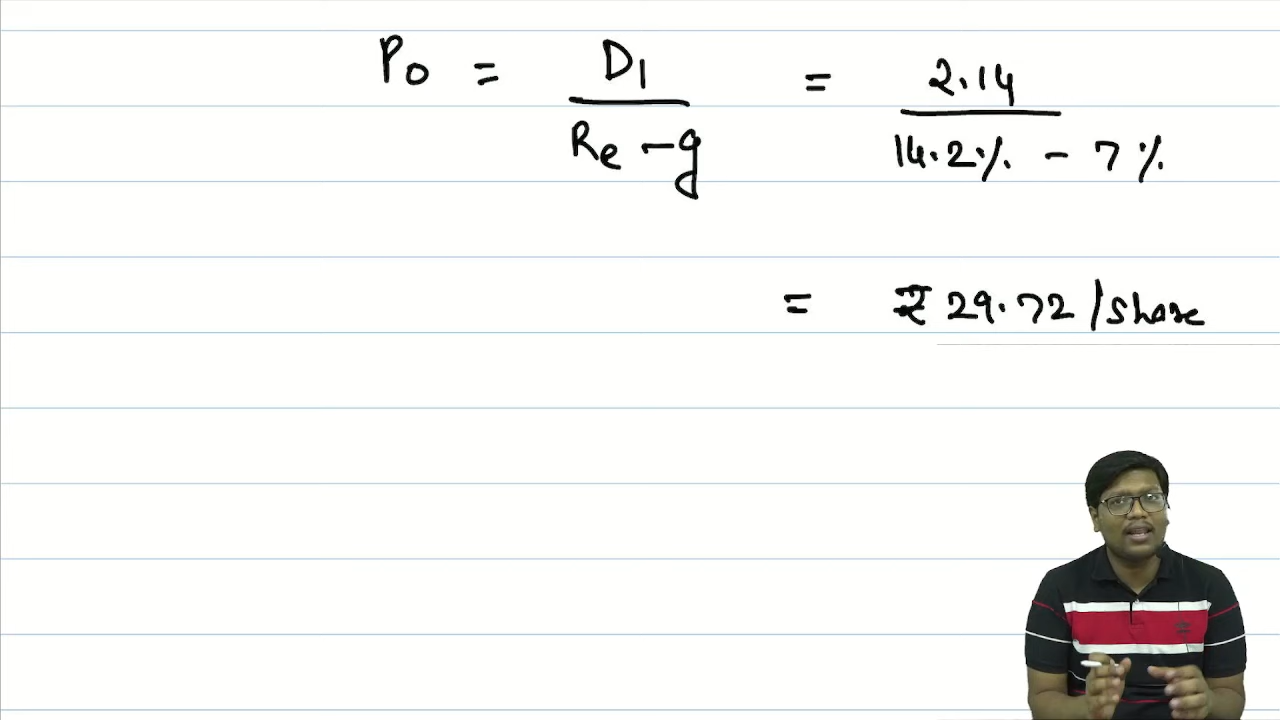 P0 = D1 / Re - g = 2.14 / 14.2% - 7%
= ₹ 29.72 /share